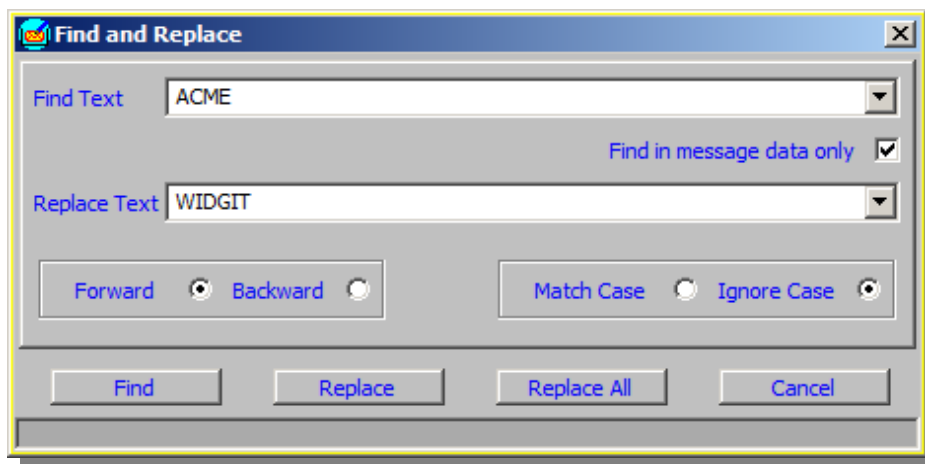 Find and Replace
Find Text ACME
Find in message data only
Replace Text WIDGIT
Forward Backward Match Case Ignore Case
Find Replace Replace All Cancel